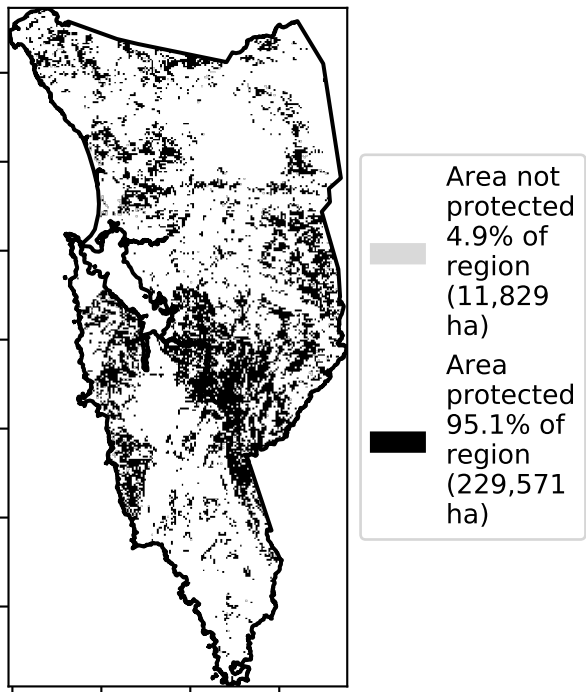 Area not
protected
4.9% of
region
(11,829
ha)
Area
protected
95.1% of
region
(229,571
ha)